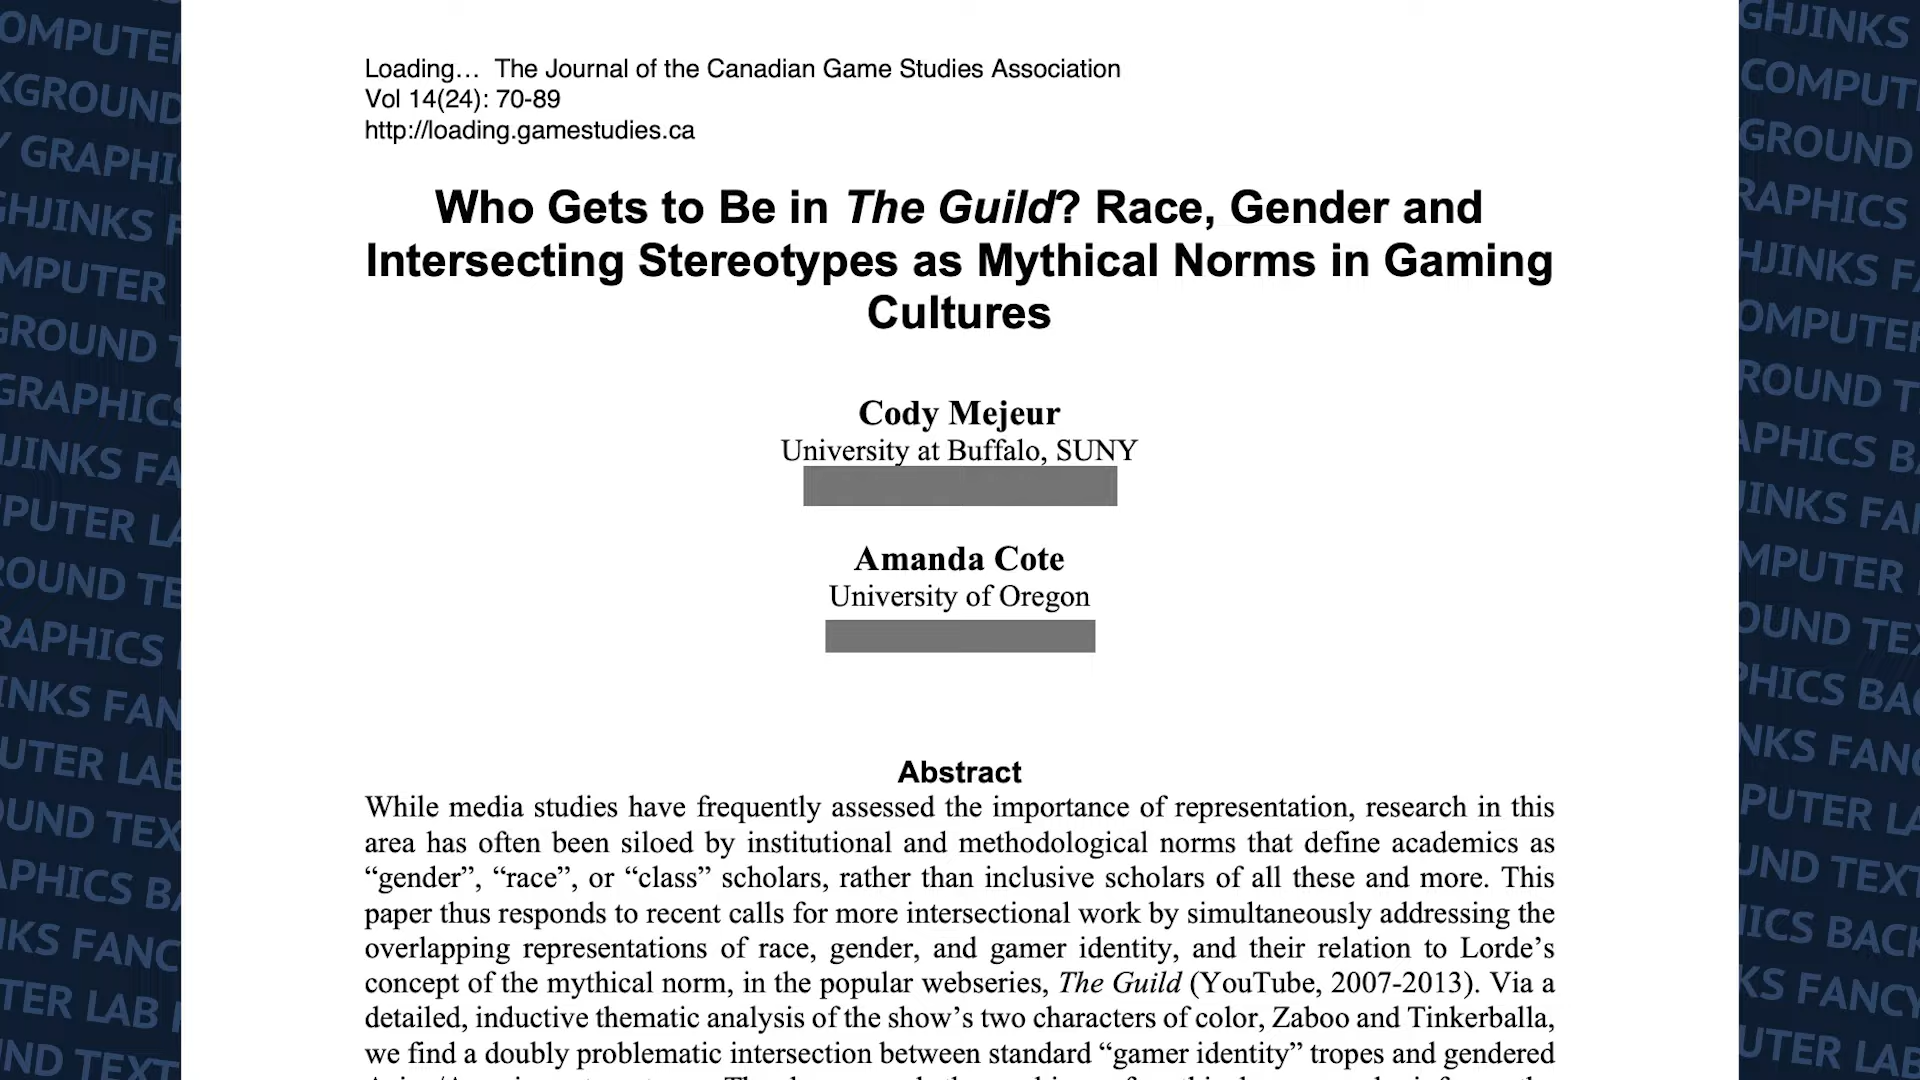 Loading… The Journal of the Canadian Game Studies Association
Vol 14(24): 70-89
http://loading.gamestudies.ca
Who Gets to Be in The Guild? Race, Gender and
Intersecting Stereotypes as Mythical Norms in Gaming
Cultures
Cody Mejeur
University at Buffalo, SUNY
Amanda Cote
University of Oregon
Abstract
While media studies have frequently assessed the importance of representation, research in this
area has often been siloed by institutional and methodological norms that define academics as
“gender”, “race”, or “class” scholars, rather than inclusive scholars of all these and more. This
paper thus responds to recent calls for more intersectional work by simultaneously addressing the
overlapping representations of race, gender, and gamer identity, and their relation to Lorde’s
concept of the mythical norm, in the popular webseries, The Guild (YouTube, 2007-2013). Via a
detailed, inductive thematic analysis of the show’s two characters of color, Zaboo and Tinkerballa,
we find a doubly problematic intersection between standard “gamer identity” tropes and gendered